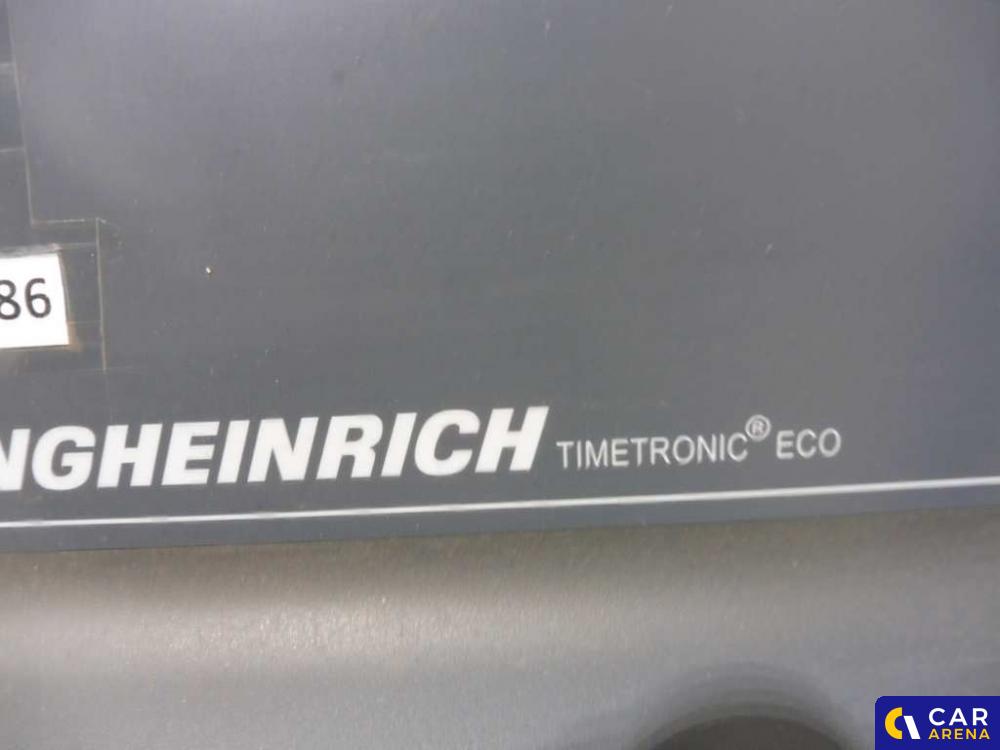 86
NGHEINRICH TIMETRONIC® ECO
CAR
ARENA